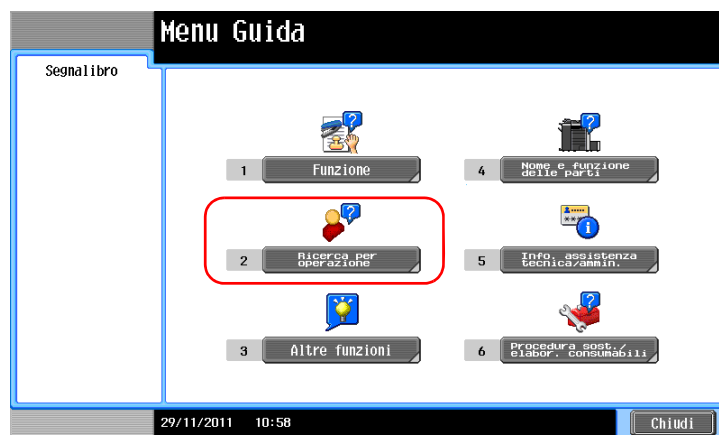 Menu Guida
Segnalibro
1 Funzione
2 Ricerca per
operazione
3 Altre funzioni
4 Nome e funzione
delle parti
5 Info. assistenza
tecnica/ammin.
6 Procedura sost./
elabor. consumabili
29/11/2011 10:58
Chiudi